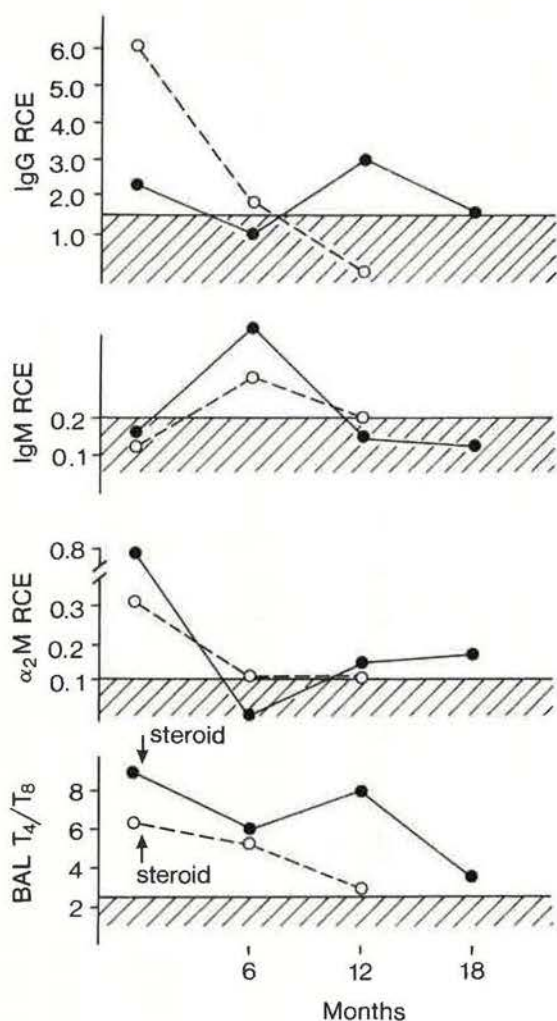 6.0
5.0
4.0
3.0
2.0
1.0
IgG RCE
0.2
0.1
IgM RCE
0.8
0.3
0.2
0.1
α₂M RCE
steroid
8
6
4
2
BAL T₄/T₈
steroid
6 12 18
Months